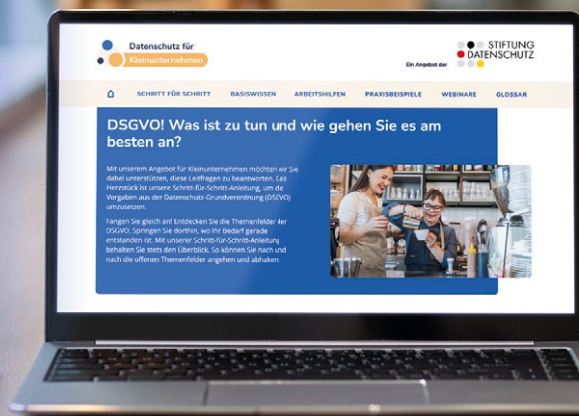 Datenschutz für
Kleinunternehmen
Ein Angebot der
STIFTUNG
DATENSCHUTZ
SCHRITT FÜR SCHRITT
BASISWISSEN
ARBEITSHILFEN
PRAXISBEISPIELE
WEBINARE
GLOSSAR
DSGVO! Was ist zu tun und wie gehen Sie es am
besten an?
Mit unserem Angebot für Kleinunternehmen möchten wir Sie
dabei unterstützen, diese Leitfragen zu beantworten. Das
Herzstück ist unsere Schritt-für-Schritt-Anleitung, um die
Vorgaben aus der Datenschutz-Grundverordnung (DSGVO)
umzusetzen.
Fangen Sie gleich an! Entdecken Sie die Themenfelder der
DSGVO. Springen Sie dorthin, wo Ihr Bedarf gerade
entstanden ist. Mit unserer Schritt-für-Schritt-Anleitung
behalten Sie stets den Überblick. So können Sie nach und
nach die offenen Themenfelder angehen und abhaken